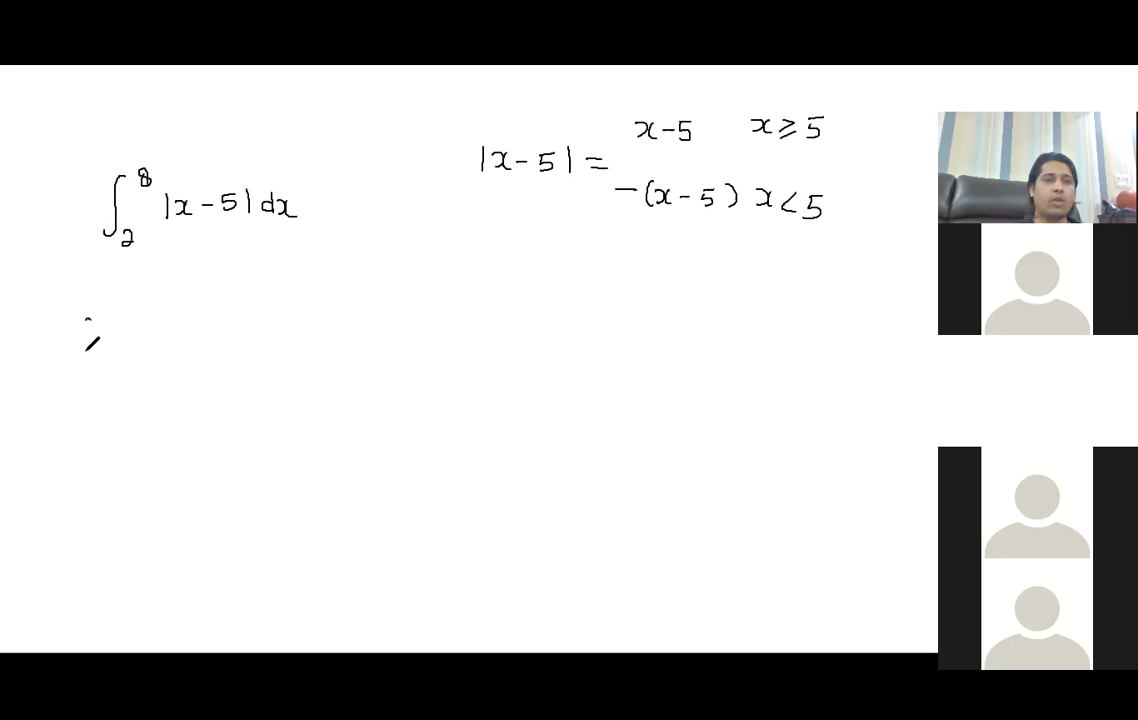 ∫₂⁸ |x-5| dx
|x-5| =
x-5 x ≥ 5
-(x-5) x < 5